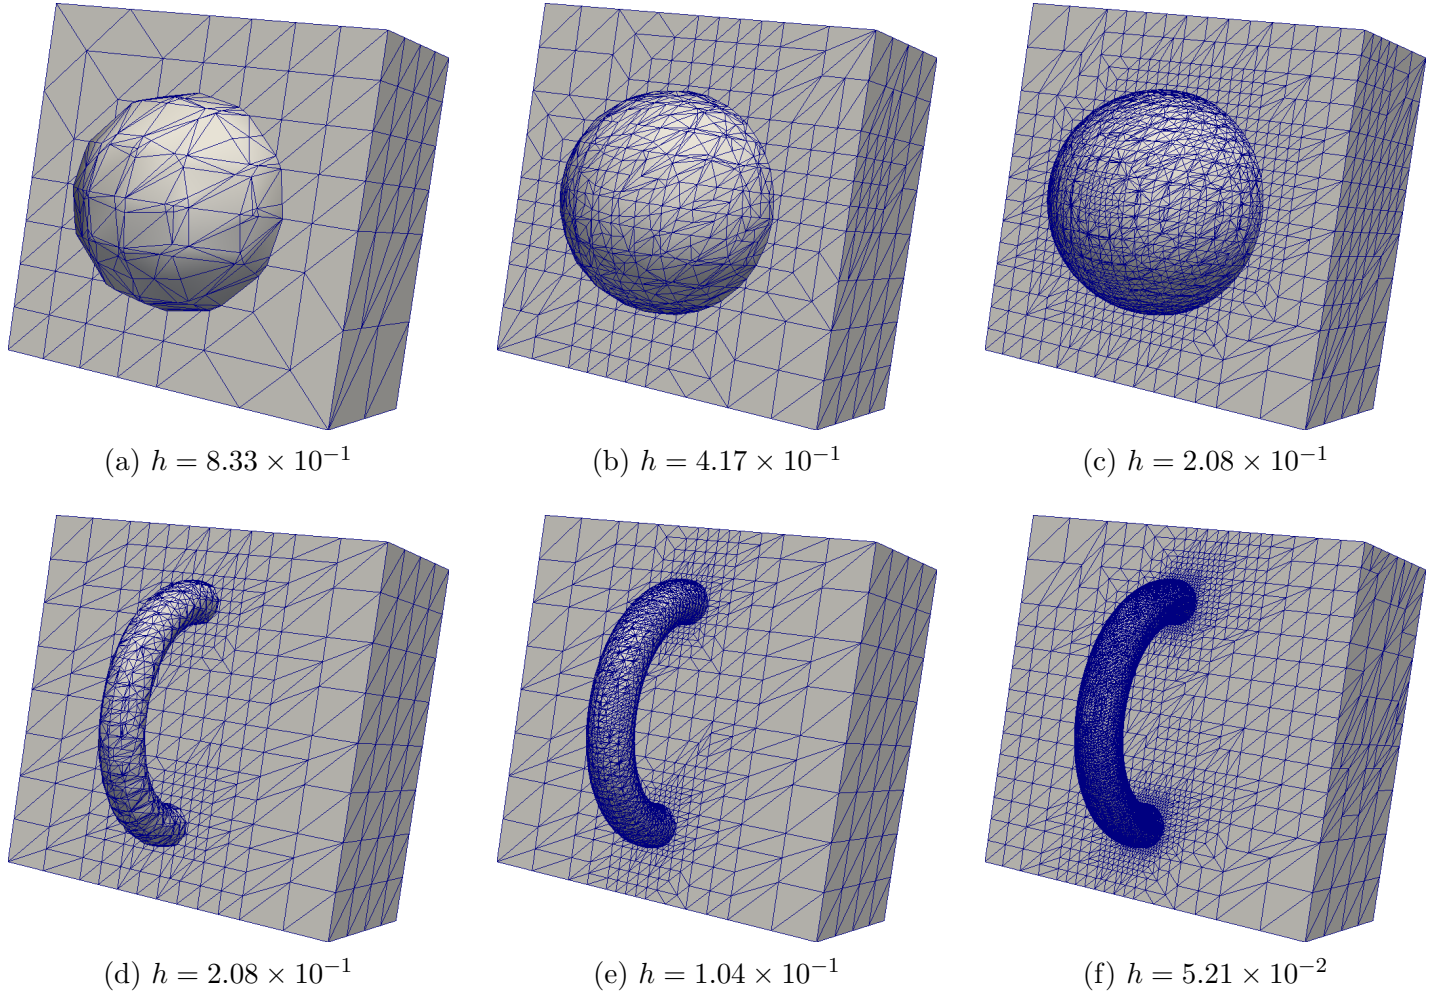 (a) h = 8.33 × 10⁻¹
(b) h = 4.17 × 10⁻¹
(c) h = 2.08 × 10⁻¹
(d) h = 2.08 × 10⁻¹
(e) h = 1.04 × 10⁻¹
(f) h = 5.21 × 10⁻²